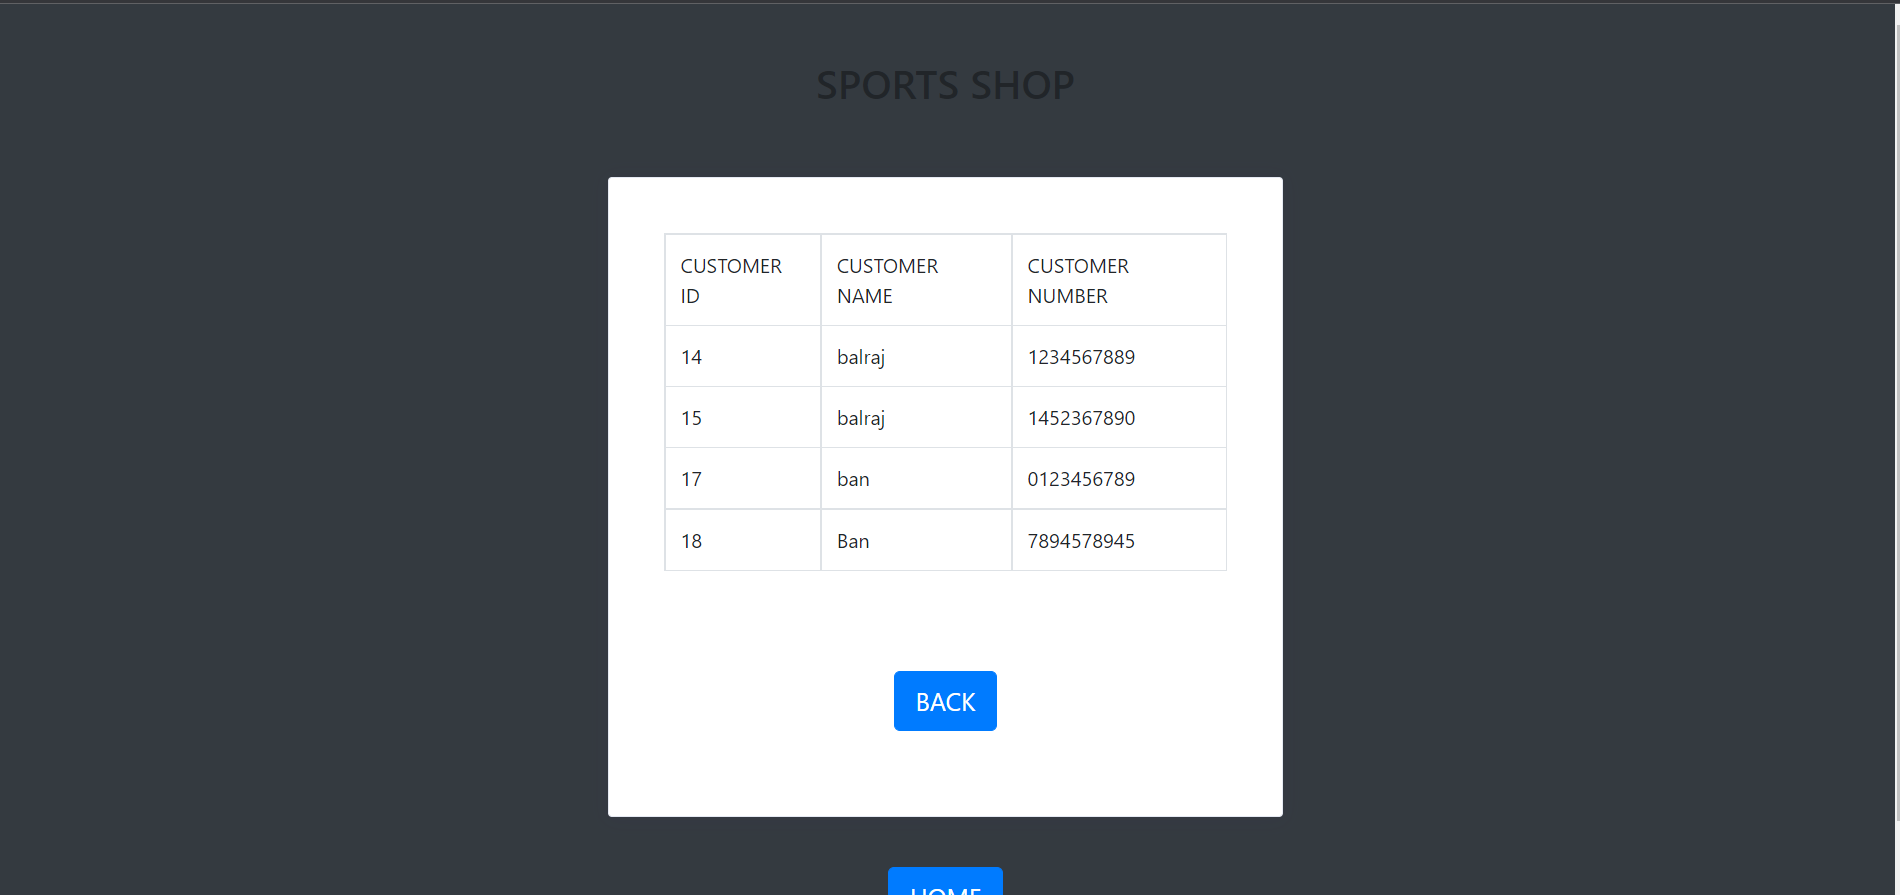 SPORTS SHOP
CUSTOMER ID CUSTOMER NAME CUSTOMER NUMBER
14 balraj 1234567889
15 balraj 1452367890
17 ban 0123456789
18 Ban 7894578945
BACK
HOME